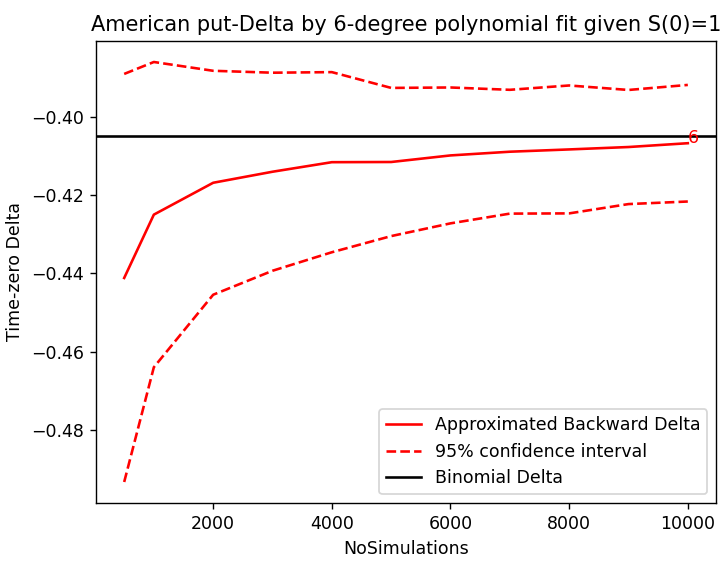 American put-Delta by 6-degree polynomial fit given S(0)=1
−0.40
−0.42
−0.44
−0.46
−0.48
Time-zero Delta
6
Approximated Backward Delta
95% confidence interval
Binomial Delta
2000 4000 6000 8000 10000
NoSimulations